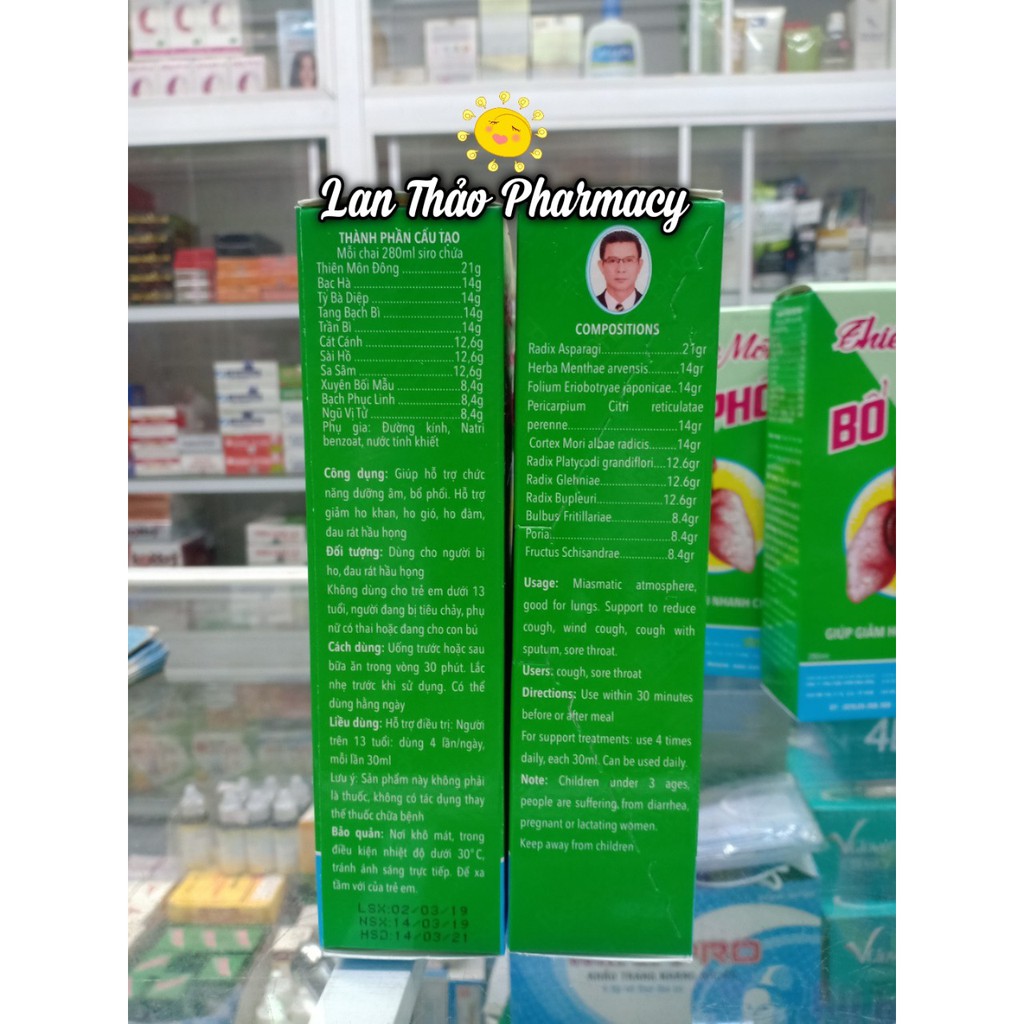 Lan Thảo Pharmacy
THÀNH PHẦN CẤU TẠO
Mỗi chai 280ml siro chứa
Thiên Môn Đông.................21g
Bạc Hà..............................14g
Tỳ Bà Diệp.........................14g
Tang Bạch Bì.....................14g
Trần Bì..............................14g
Cát Cánh.........................12,6g
Sài Hồ.............................12,6g
Sa Sâm............................12,6g
Xuyên Bối Mẫu..................8,4g
Bạch Phục Linh.................8,4g
Ngũ Vị Tử.........................8,4g
Phụ gia: Đường kính, Natri
benzoat, nước tính khiết
Công dụng: Giúp hỗ trợ chức
năng dưỡng âm, bổ phổi. Hỗ trợ
giảm ho khan, ho gió, ho đàm,
đau rát hầu họng
Đối tượng: Dùng cho người bị
ho, đau rát hầu họng
Không dùng cho trẻ em dưới 13
tuổi, người đang bị tiêu chảy, phụ
nữ có thai hoặc đang cho con bú
Cách dùng: Uống trước hoặc sau
bữa ăn trong vòng 30 phút. Lắc
nhẹ trước khi sử dụng. Có thể
dùng hằng ngày
Liều dùng: Hỗ trợ điều trị: Người
trên 13 tuổi: dùng 4 lần/ngày,
mỗi lần 30ml
Lưu ý: Sản phẩm này không phải
là thuốc, không có tác dụng thay
thế thuốc chữa bệnh
Bảo quản: Nơi khô mát, trong
điều kiện nhiệt độ dưới 30°C,
tránh ánh sáng trực tiếp. Để xa
tầm với của trẻ em.
LSX:02/03/19
NSX:14/03/19
HSD:14/03/21
COMPOSITIONS
Radix Asparagi.....................21gr
Herba Menthae arvensis...............14gr
Folium Eriobotryae japonicae..14gr
Pericarpium Citri reticulatae
perenne............................14gr
Cortex Mori albae radicis.......14gr
Radix Platycadi grandiflori....12.6gr
Radix Glehniae.................12.6gr
Radix Bupleuri.................12.6gr
Bulbus Fritillariae...............8.4gr
Poria..............................8.4gr
Fructus Schisandrae............8.4gr
Usage: Miasmatic atmosphere,
good for lungs. Support to reduce
cough, wind cough, cough with
sputum, sore throat.
Users: cough, sore throat
Directions: Use within 30 minutes
before or after meal
For support treatments: use 4 times
daily, each 30ml. Can be used daily.
Note: Children under 3 ages,
people are suffering from diarrhea,
pregnant or lactating women.
Keep away from children
Thiê
BỔ
GIÚP GIẢM H
NHANH
KHẨU TRANG